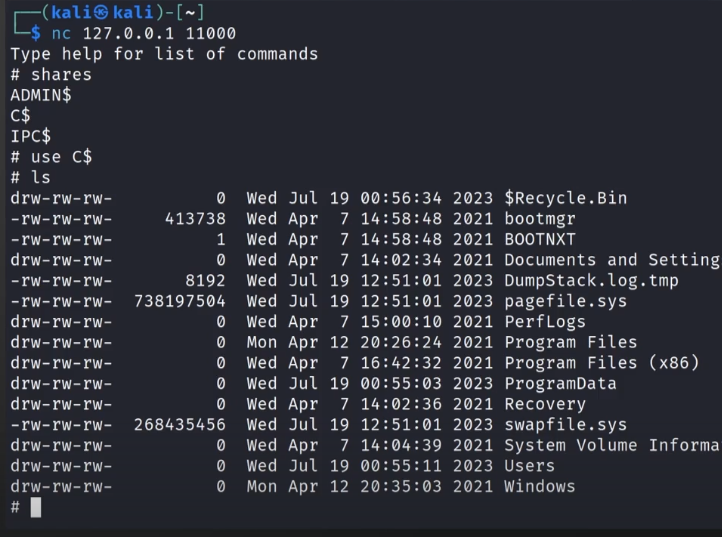 ┌──(kali㉿kali)-[~]
└─$ nc 127.0.0.1 11000
Type help for list of commands
# shares
ADMIN$
C$
IPC$
# use C$
# ls
drw-rw-rw-          0  Wed Jul 19 00:56:34 2023 $Recycle.Bin
-rw-rw-rw-     413738  Wed Apr  7 14:58:48 2021 bootmgr
-rw-rw-rw-          1  Wed Apr  7 14:58:48 2021 BOOTNXT
drw-rw-rw-          0  Wed Apr  7 14:02:34 2021 Documents and Setting
-rw-rw-rw-       8192  Wed Jul 19 12:51:01 2023 DumpStack.log.tmp
-rw-rw-rw-  738197504  Wed Jul 19 12:51:01 2023 pagefile.sys
drw-rw-rw-          0  Wed Apr  7 15:00:10 2021 PerfLogs
drw-rw-rw-          0  Mon Apr 12 20:26:24 2021 Program Files
drw-rw-rw-          0  Wed Apr  7 16:42:32 2021 Program Files (x86)
drw-rw-rw-          0  Wed Jul 19 00:55:03 2023 ProgramData
drw-rw-rw-          0  Wed Apr  7 14:02:36 2021 Recovery
-rw-rw-rw-  268435456  Wed Jul 19 12:51:01 2023 swapfile.sys
drw-rw-rw-          0  Wed Apr  7 14:04:39 2021 System Volume Informa
drw-rw-rw-          0  Wed Jul 19 00:55:11 2023 Users
drw-rw-rw-          0  Mon Apr 12 20:35:03 2021 Windows
#